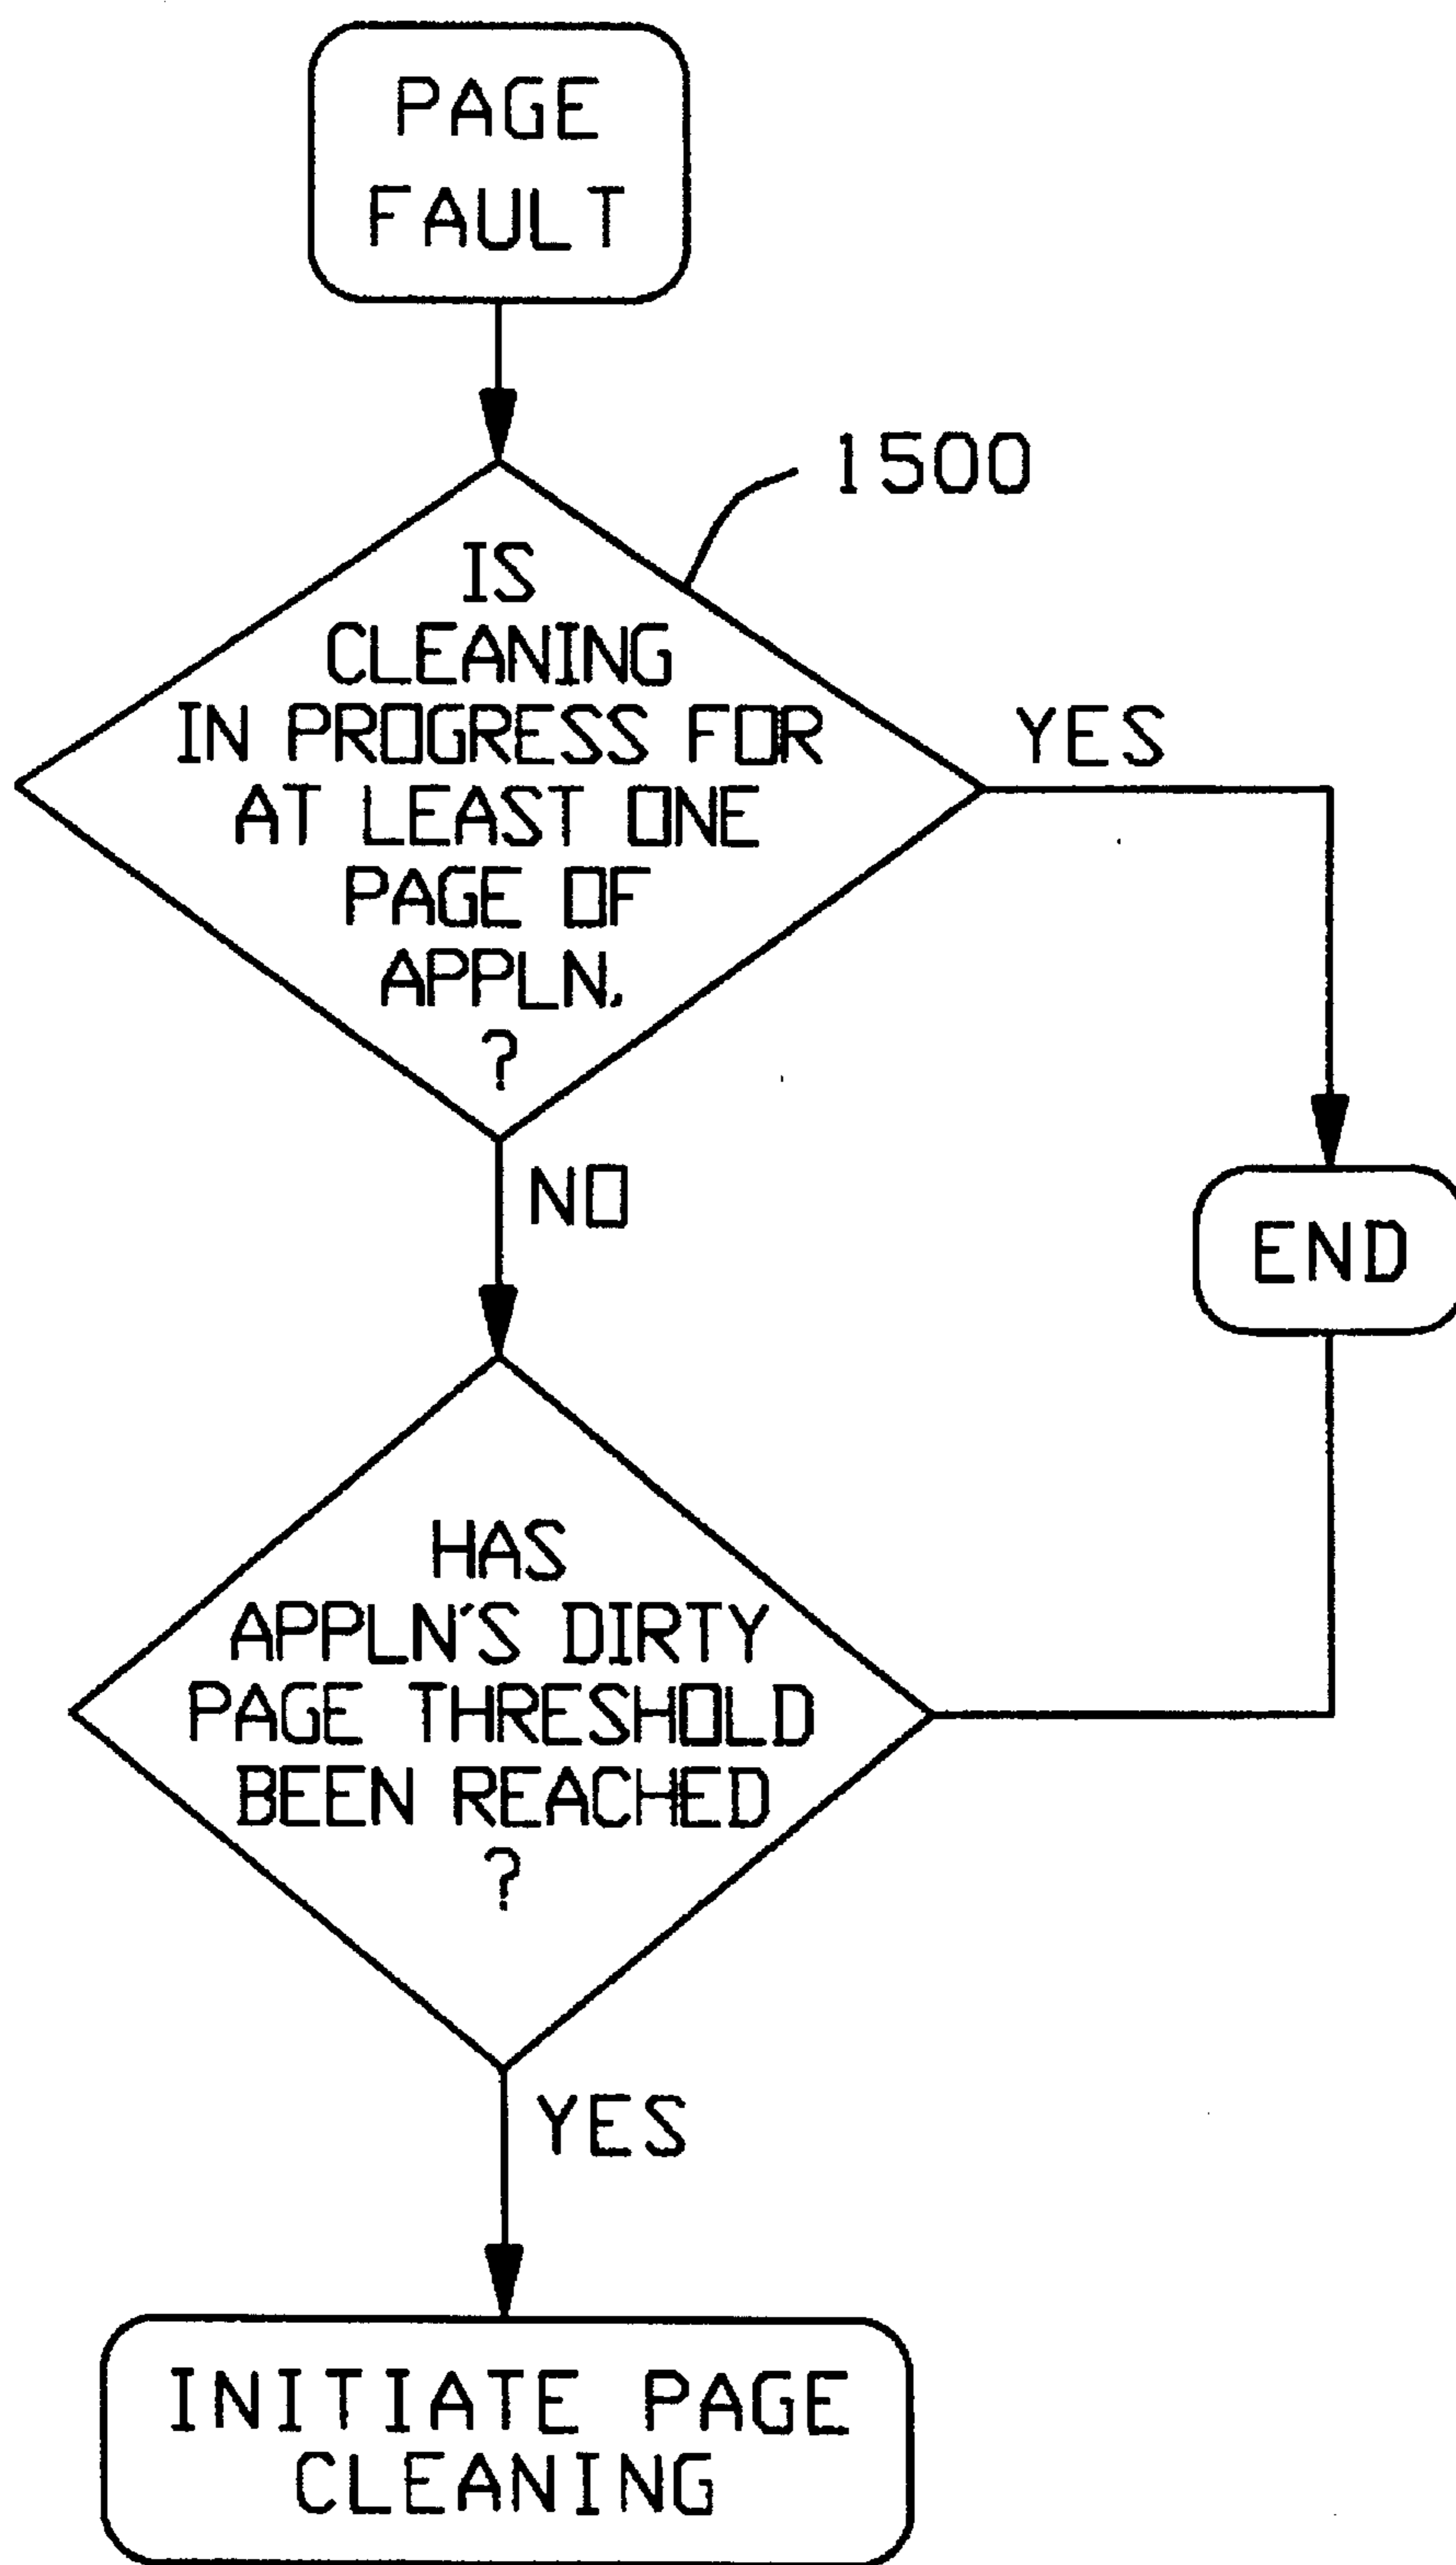 PAGE
FAULT
1500
IS
CLEANING
IN PROGRESS FOR
AT LEAST ONE
PAGE OF
APPLN.
?
YES
NO
END
HAS
APPLN'S DIRTY
PAGE THRESHOLD
BEEN REACHED
?
YES
INITIATE PAGE
CLEANING